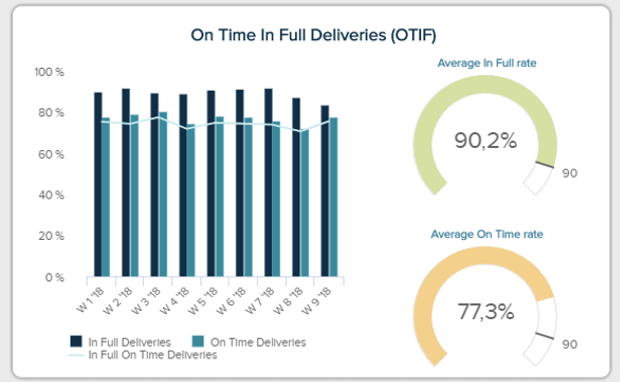 On Time In Full Deliveries (OTIF)
100 %
80 %
60 %
40 %
20 %
0 %
W 1 '18
W 2 '18
W 3 '18
W 4 '18
W 5 '18
W 6 '18
W 7 '18
W 8 '18
W 9 '18
In Full Deliveries
On Time Deliveries
In Full On Time Deliveries
Average In Full rate
90,2%
90
Average On Time rate
77,3%
90